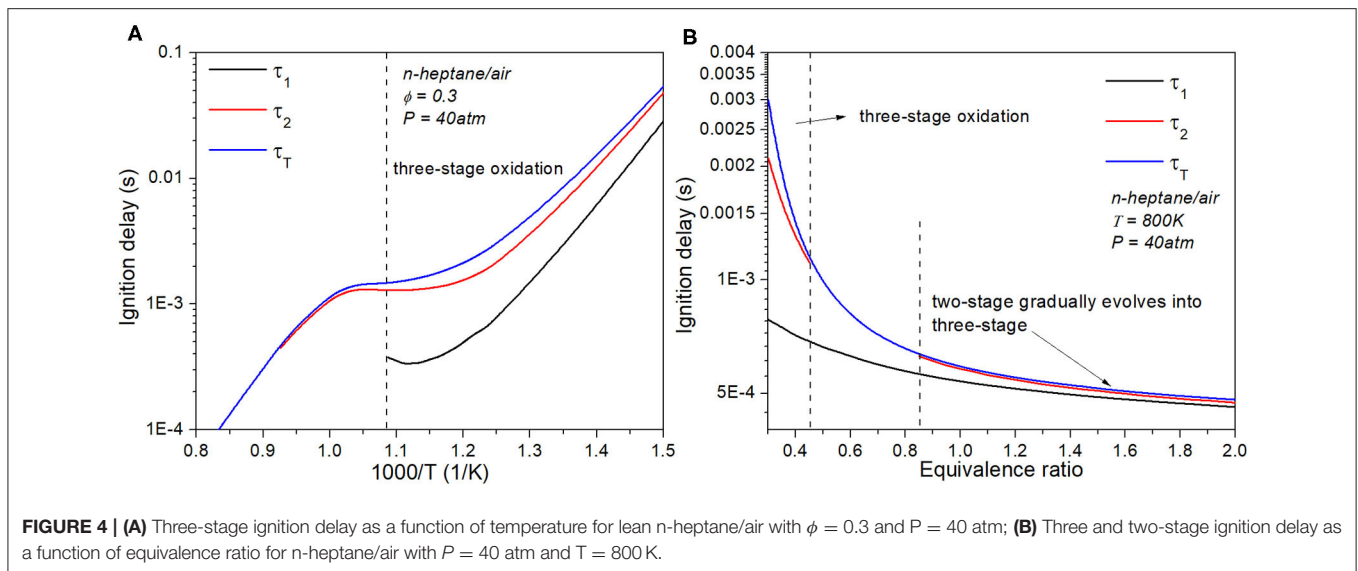 A
B
0.1
0.01
1E-3
1E-4
Ignition delay (s)
τ1
τ2
τT
n-heptane/air
ϕ = 0.3
P = 40atm
three-stage oxidation
0.8 0.9 1.0 1.1 1.2 1.3 1.4 1.5
1000/T (1/K)
0.004
0.0035
0.003
0.0025
0.002
0.0015
1E-3
5E-4
Ignition delay (s)
three-stage oxidation
τ1
τ2
τT
n-heptane/air
T = 800K
P = 40atm
two-stage gradually evolves into
three-stage
0.4 0.6 0.8 1.0 1.2 1.4 1.6 1.8 2.0
Equivalence ratio
FIGURE 4 | (A) Three-stage ignition delay as a function of temperature for lean n-heptane/air with ϕ = 0.3 and P = 40 atm; (B) Three and two-stage ignition delay as
a function of equivalence ratio for n-heptane/air with P = 40 atm and T = 800 K.